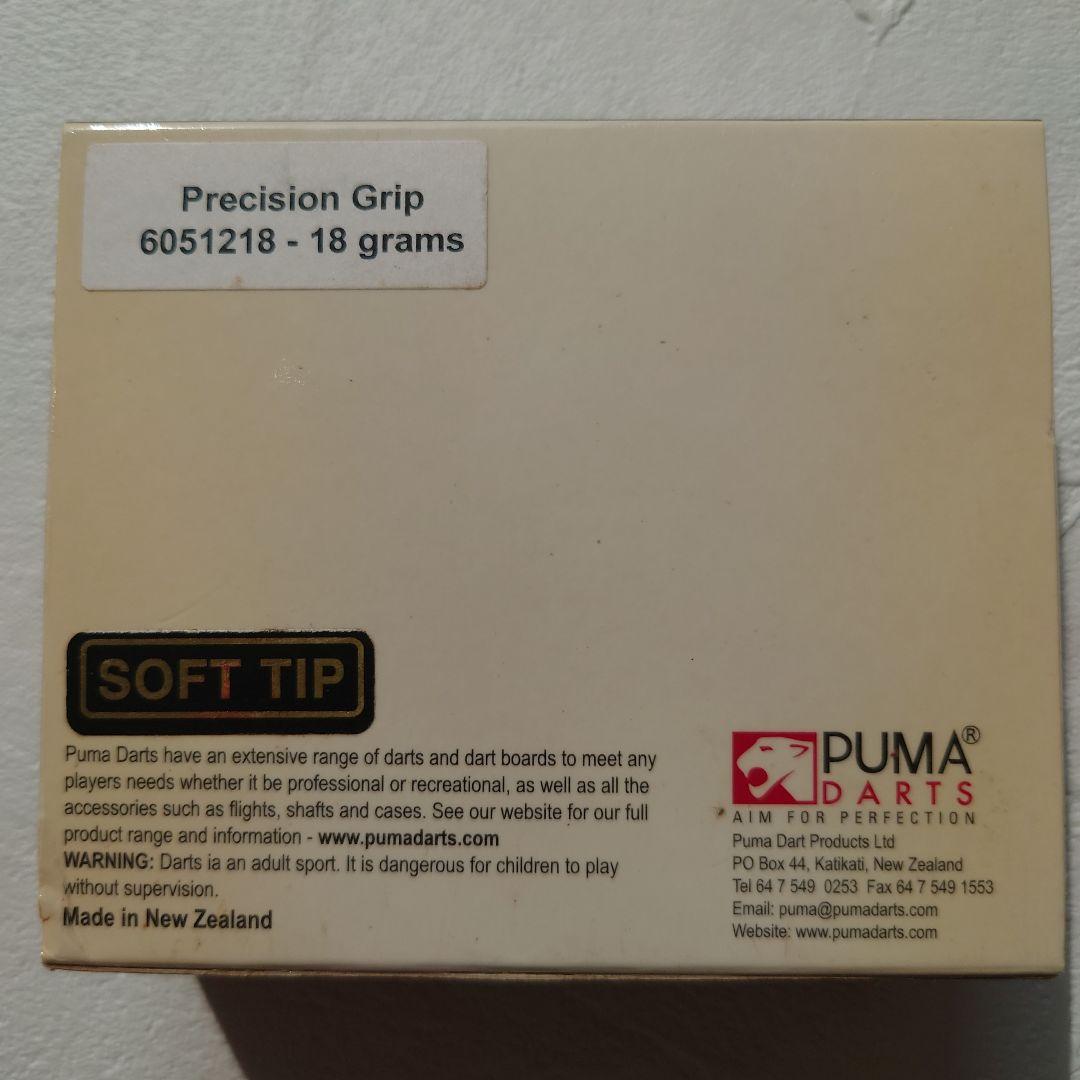 Precision Grip
6051218 - 18 grams
SOFT TIP
Puma Darts have an extensive range of darts and dart boards to meet any
players needs whether it be professional or recreational, as well as all the
accessories such as flights, shafts and cases. See our website for our full
product range and information - www.pumadarts.com
WARNING: Darts ia an adult sport. It is dangerous for children to play
without supervision.
Made in New Zealand
PUMA®
DARTS
AIM FOR PERFECTION
Puma Dart Products Ltd
PO Box 44, Katikati, New Zealand
Tel 64 7 549 0253 Fax 64 7 549 1553
Email: puma@pumadarts.com
Website: www.pumadarts.com